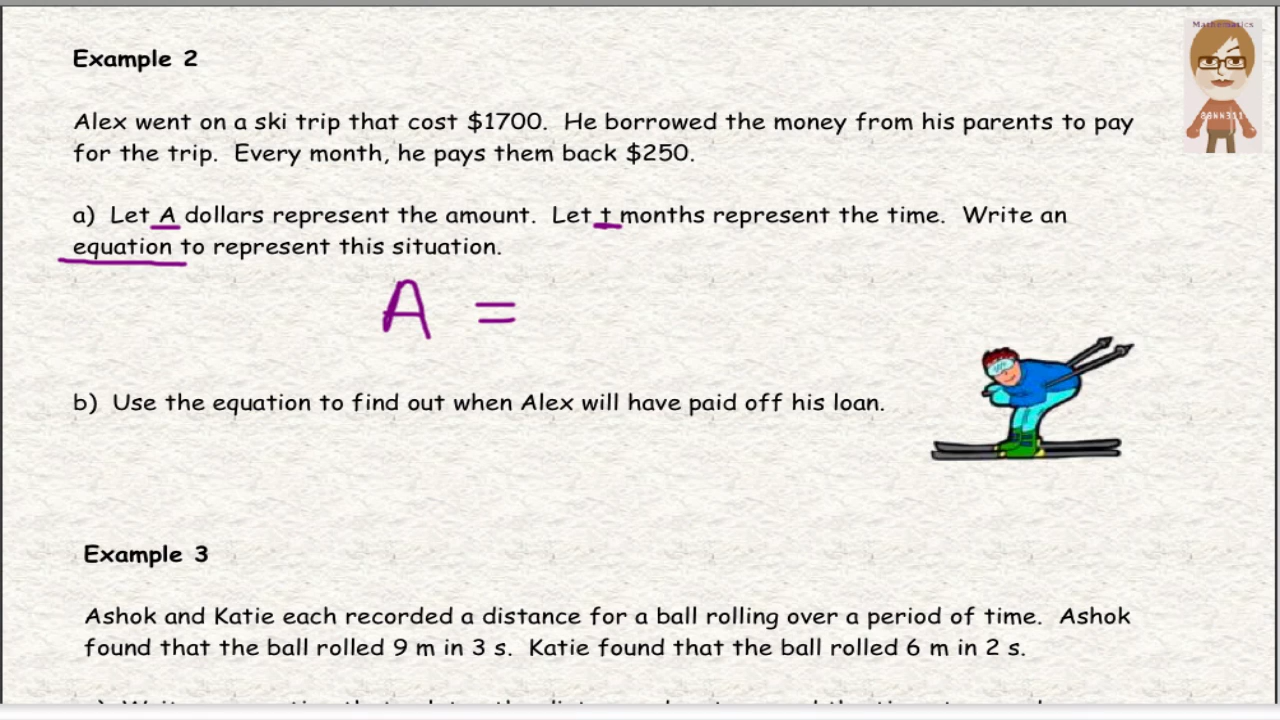 Mathematics
Example 2
Alex went on a ski trip that cost $1700. He borrowed the money from his parents to pay
for the trip. Every month, he pays them back $250.
a) Let A dollars represent the amount. Let t months represent the time. Write an
equation to represent this situation.
A =
b) Use the equation to find out when Alex will have paid off his loan.
Example 3
Ashok and Katie each recorded a distance for a ball rolling over a period of time. Ashok
found that the ball rolled 9 m in 3 s. Katie found that the ball rolled 6 m in 2 s.